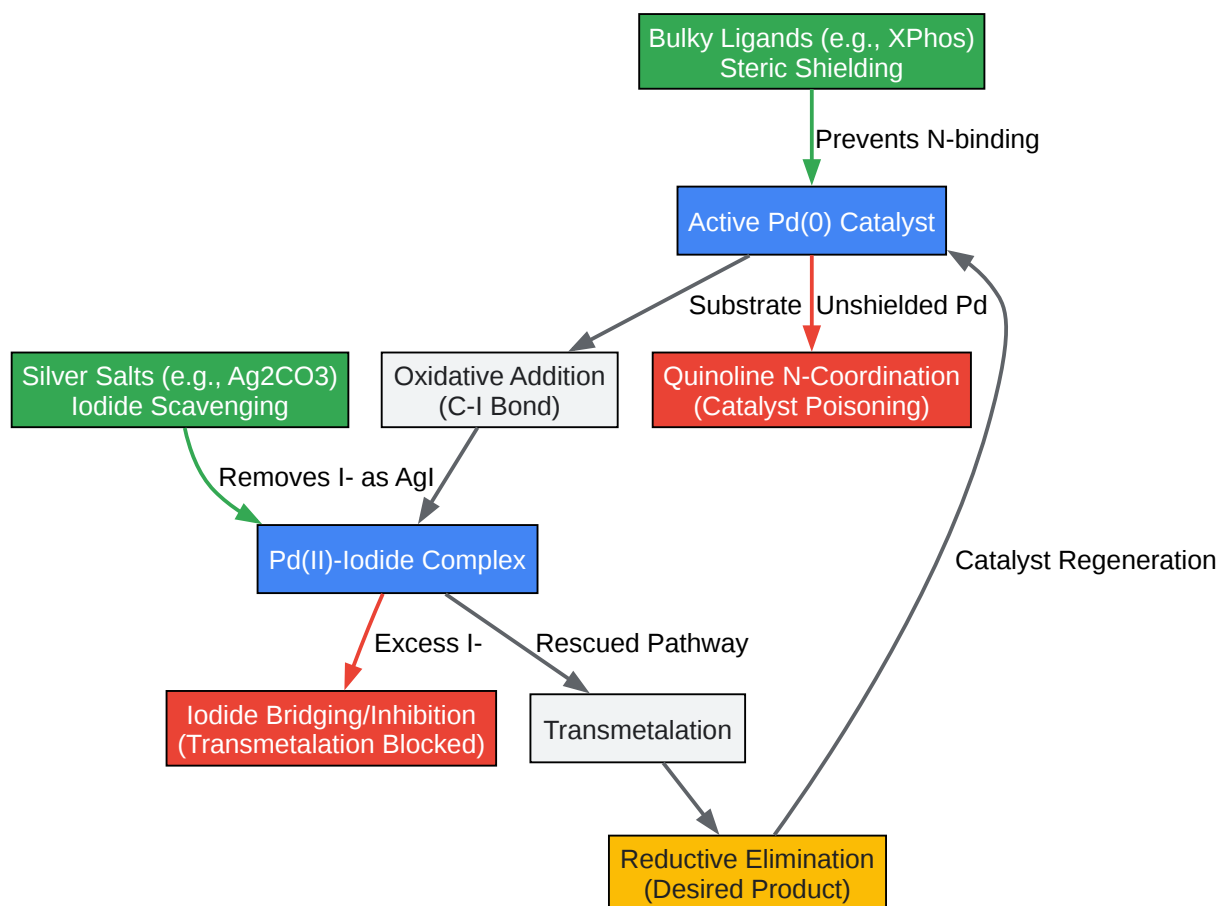 Bulky Ligands (e.g., XPhos)
Steric Shielding
Prevents N-binding
Active Pd(0) Catalyst
Substrate
Unshielded Pd
Silver Salts (e.g., Ag2CO3)
Iodide Scavenging
Oxidative Addition
(C-I Bond)
Quinoline N-Coordination
(Catalyst Poisoning)
Removes I- as AgI
Pd(II)-Iodide Complex
Catalyst Regeneration
Excess I-
Rescued Pathway
Iodide Bridging/Inhibition
(Transmetalation Blocked)
Transmetalation
Reductive Elimination
(Desired Product)